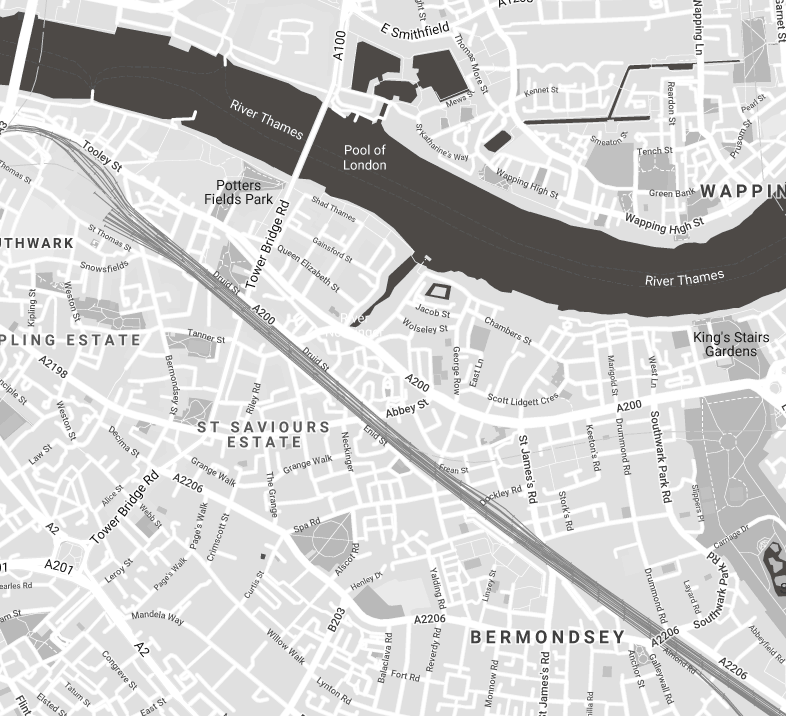 E Smithfield
A100
Thomas More St
Wapping Ln
Garnet St
Kennet St
Reardon St
Mews St
Pearl St
River Thames
Tooley St
St Katharine's Way
Smeaton St
Prusom St
Tench St
Pool of
London
Thomas St
Wapping High St
Potters
Fields Park
Green Bank
WAPPIN
Shad Thames
Wapping High St
Tower Bridge Rd
St Thomas St
UTHWARK
Gainsford St
Snowsfields
Queen Elizabeth St
River Thames
Druid St
Kipling St
Weston St
A200
Jacob St
Wolseley St
Chambers St
PLING ESTATE
Tanner St
King's Stairs
Gardens
Druid St
A2198
Bermondsey St
George Row
East Ln
Marigold St
West Ln
A200
Riley Rd
Scott Lidgett Cres
Abbey St
A200
Weston St
ST SAVIOURS
ESTATE
Decima St
Enid St
Neckinger
Law St
St James's Rd
Keeton's Rd
Drummond Rd
Southwark Park Rd
Grange Walk
Grange Walk
Frean St
A2206
The Grange
Tower Bridge Rd
Alice St
Dockley Rd
Slippers Pl
Webb St
Page's Walk
Crimscott St
Stork's Rd
A2
Spa Rd
Carriage Dr
Alscot Rd
A201
01
Leroy St
Page's Walk
Curtis St
Henley Dr
Yalding Rd
Linsey St
Drummond Rd
Layard Rd
Southwark Park Rd
Mandela Way
B203
A2206
Abbeyfield Rd
BERMONDSEY
A2206
A2
Willow Walk
Balaclava Rd
Reverdy Rd
Almond Rd
A2206
Congreve St
Fort Rd
Monnow Rd
St James's Rd
Anchor St
Galleywall Rd
Lynton Rd
Tatum St
Elsted St
East St
Flint